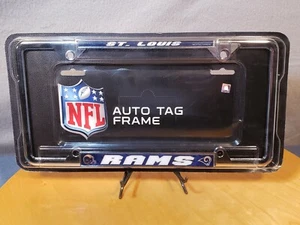 ST. LOUIS
NFL
AUTO TAG
FRAME
RAMS